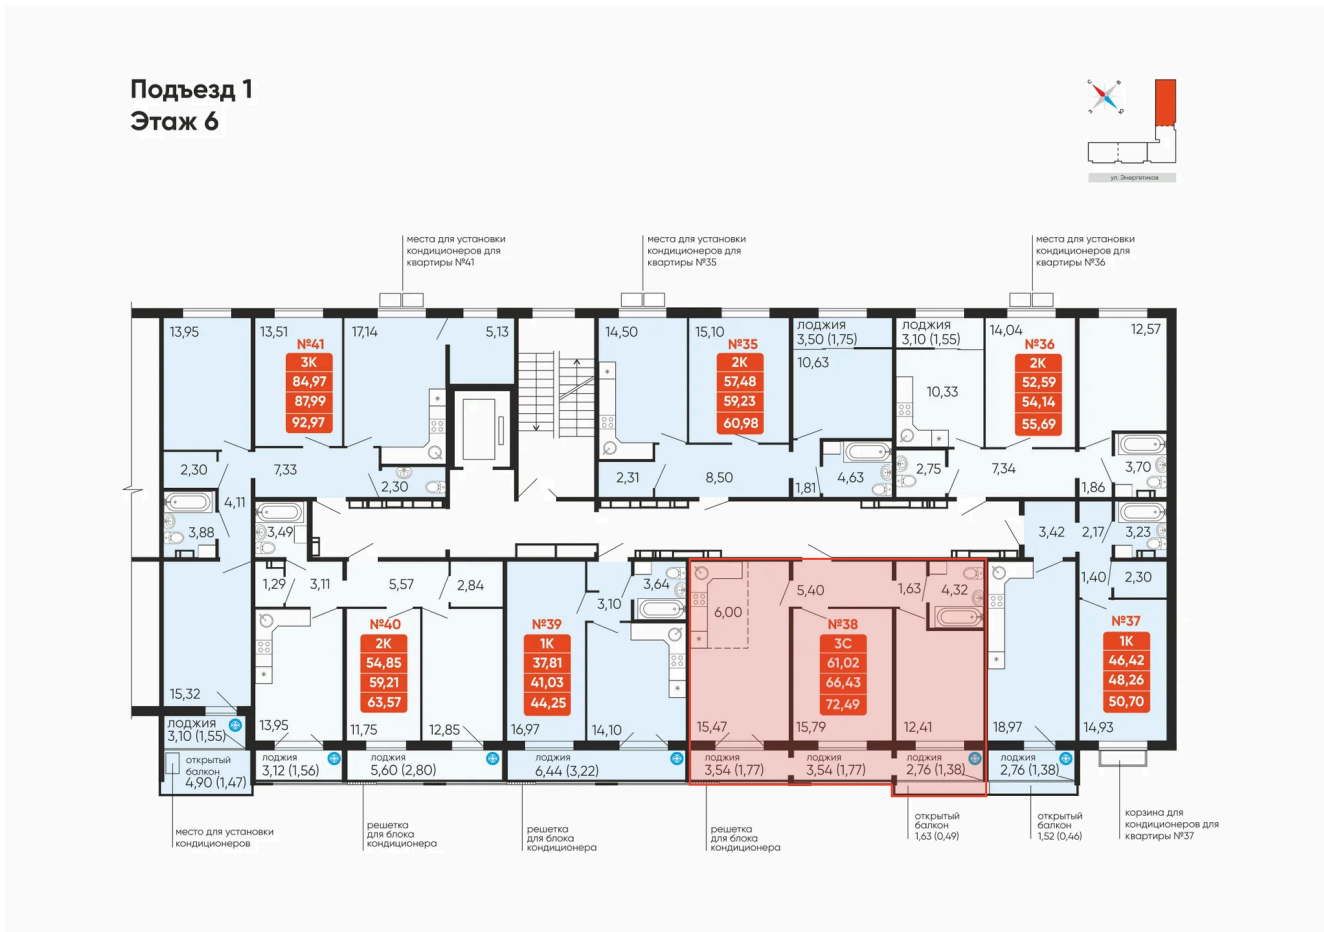 Подъезд 1
Этаж 6
С
В
З
Ю
ул. Энергетиков
места для установки
кондиционеров для
квартиры №41
места для установки
кондиционеров для
квартиры №35
места для установки
кондиционеров для
квартиры №36
13,95
13,51
17,14
5,13
№41
3К
84,97
87,99
92,97
2,30
7,33
2,30
4,11
3,88
3,49
15,32
лоджия
3,10 (1,55)
открытый
балкон
4,90 (1,47)
14,50
15,10
лоджия
3,50 (1,75)
10,63
№35
2К
57,48
59,23
60,98
2,31
8,50
1,81
4,63
лоджия
3,10 (1,55)
14,04
12,57
10,33
№36
2К
52,59
54,14
55,69
2,75
7,34
3,70
1,86
1,29
3,11
5,57
2,84
№40
2К
54,85
59,21
63,57
13,95
11,75
12,85
лоджия
3,12 (1,56)
лоджия
5,60 (2,80)
3,64
3,10
№39
1К
37,81
41,03
44,25
16,97
14,10
лоджия
6,44 (3,22)
6,00
5,40
1,63
4,32
№38
3С
61,02
66,43
72,49
15,47
15,79
12,41
лоджия
3,54 (1,77)
лоджия
3,54 (1,77)
лоджия
2,76 (1,38)
3,42
2,17
3,23
1,40
2,30
№37
1К
46,42
48,26
50,70
18,97
14,93
лоджия
2,76 (1,38)
место для установки
кондиционеров
решетка
для блока
кондиционера
решетка
для блока
кондиционера
решетка
для блока
кондиционера
открытый
балкон
1,63 (0,49)
открытый
балкон
1,52 (0,46)
корзина для
кондиционеров для
квартиры №37